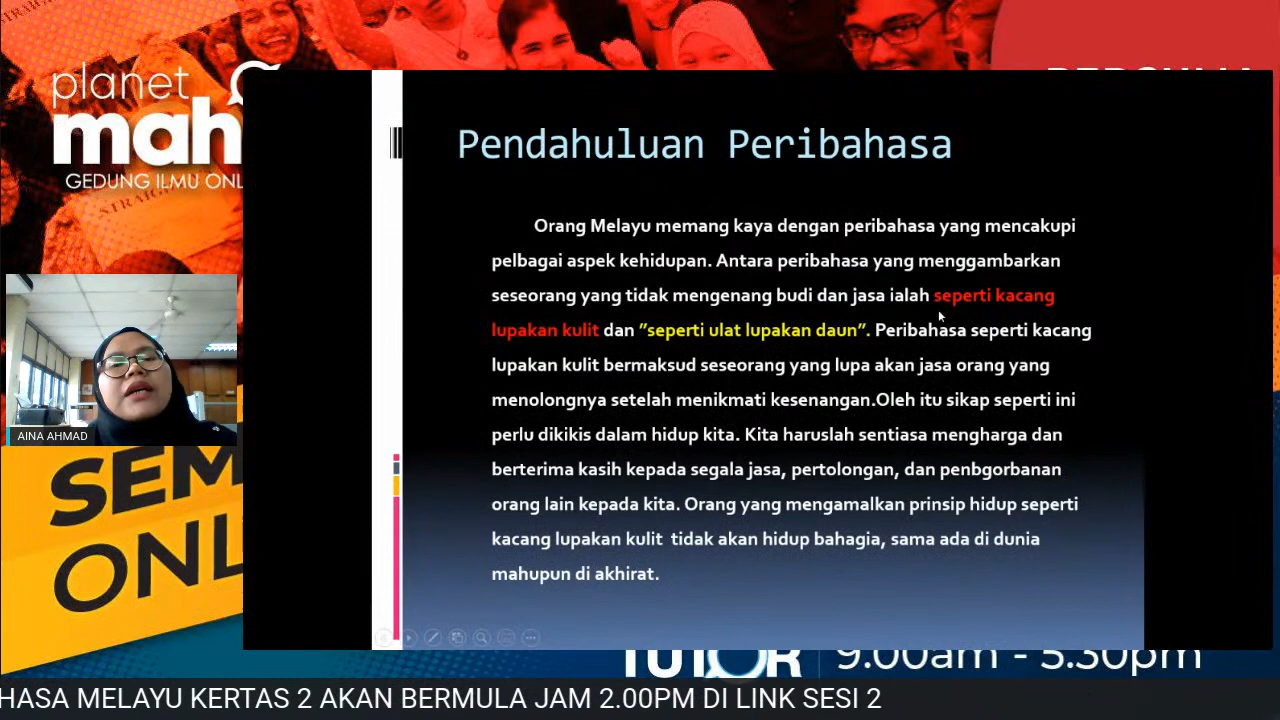 STRAIGH
planet
mah
GEDUNG ILMU ONL
STRAIG
Pendahuluan Peribahasa
Orang Melayu memang kaya dengan peribahasa yang mencakupi
pelbagai aspek kehidupan. Antara peribahasa yang menggambarkan
seseorang yang tidak mengenang budi dan jasa ialah seperti kacang
lupakan kulit dan ”seperti ulat lupakan daun”. Peribahasa seperti kacang
lupakan kulit bermaksud seseorang yang lupa akan jasa orang yang
menolongnya setelah menikmati kesenangan.Oleh itu sikap seperti ini
perlu dikikis dalam hidup kita. Kita haruslah sentiasa mengharga dan
berterima kasih kepada segala jasa, pertolongan, dan penbgorbanan
orang lain kepada kita. Orang yang mengamalkan prinsip hidup seperti
kacang lupakan kulit tidak akan hidup bahagia, sama ada di dunia
mahupun di akhirat.
AINA AHMAD
SEM
ONL
TUTOR
9.00am - 5.30pm
HASA MELAYU KERTAS 2 AKAN BERMULA JAM 2.00PM DI LINK SESI 2